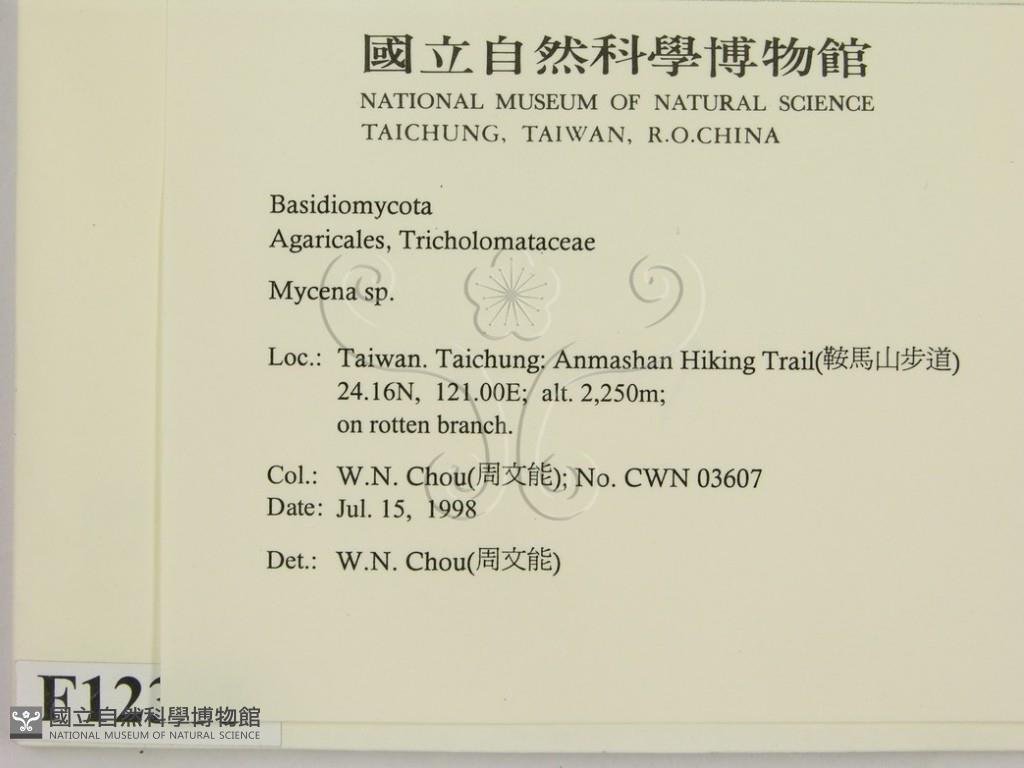 國立自然科學博物館
NATIONAL MUSEUM OF NATURAL SCIENCE
TAICHUNG, TAIWAN, R.O.CHINA
Basidiomycota
Agaricales, Tricholomataceae
Mycena sp.
Loc.: Taiwan. Taichung: Anmashan Hiking Trail(鞍馬山步道)
24.16N, 121.00E; alt. 2,250m;
on rotten branch.
Col.: W.N. Chou(周文能); No. CWN 03607
Date: Jul. 15, 1998
Det.: W.N. Chou(周文能)
國立自然科學博物館
NATIONAL MUSEUM OF NATURAL SCIENCE